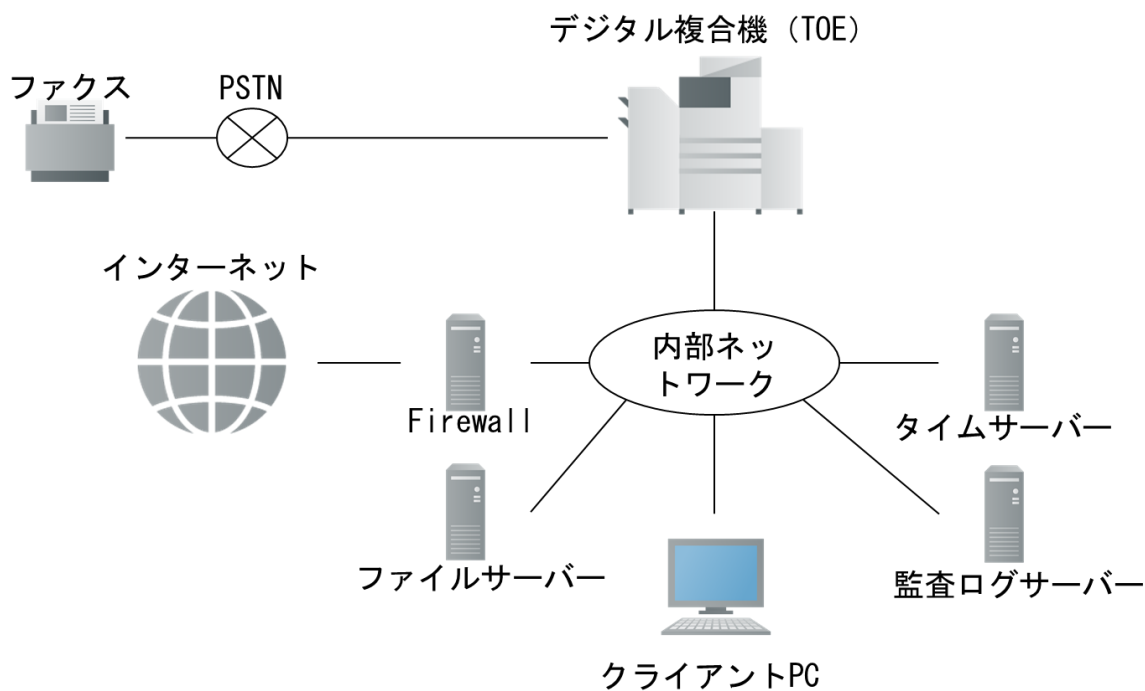 デジタル複合機（TOE）
ファクス
PSTN
インターネット
内部ネッ
トワーク
Firewall
タイムサーバー
ファイルサーバー
監査ログサーバー
クライアントPC